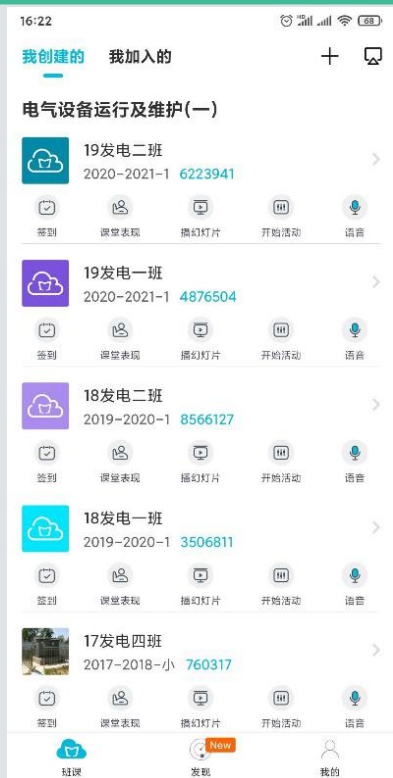 16:22
HD
68
我创建的 我加入的
电气设备运行及维护(一)
19发电二班
2020-2021-1 6223941
签到 课堂表现 播幻灯片 开始活动 语音
19发电一班
2020-2021-1 4876504
签到 课堂表现 播幻灯片 开始活动 语音
18发电二班
2019-2020-1 8566127
签到 课堂表现 播幻灯片 开始活动 语音
18发电一班
2019-2020-1 3506811
签到 课堂表现 播幻灯片 开始活动 语音
17发电四班
2017-2018-小 760317
签到 课堂表现 播幻灯片 开始活动 语音
New
班课 发现 我的